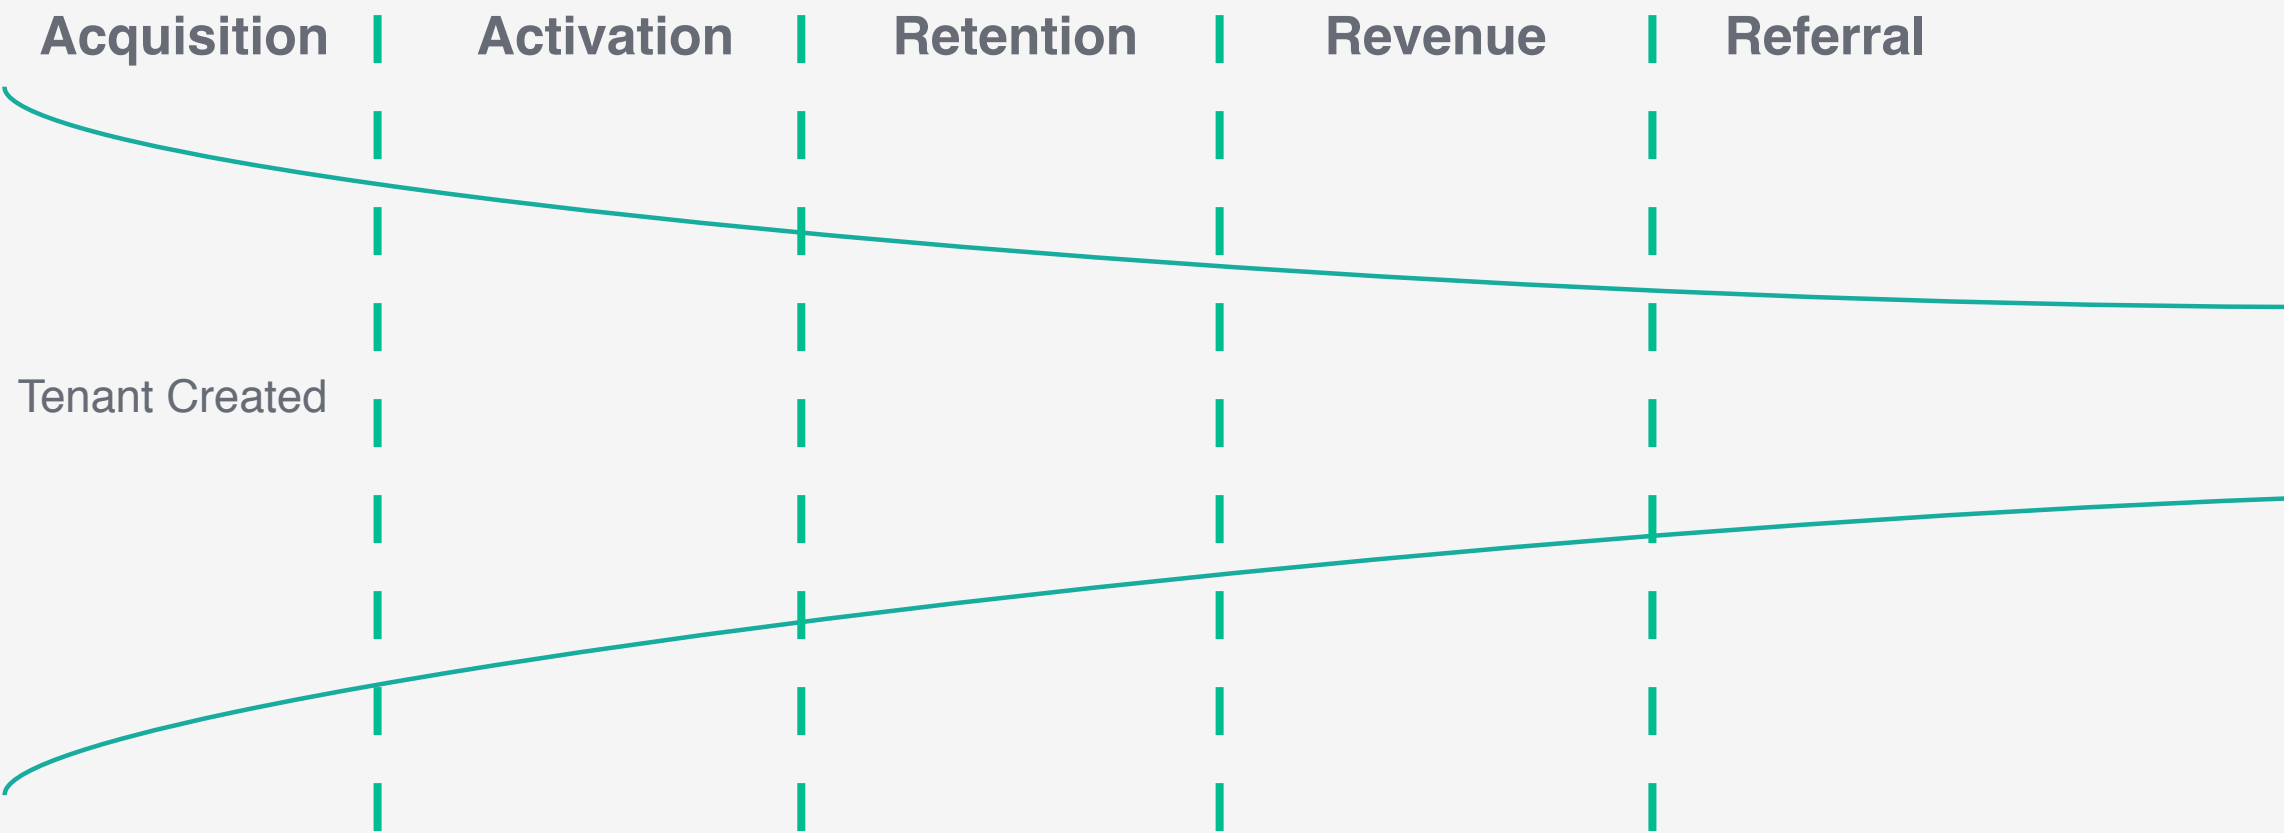 Acquisition
Activation
Retention
Revenue
Referral
Tenant Created